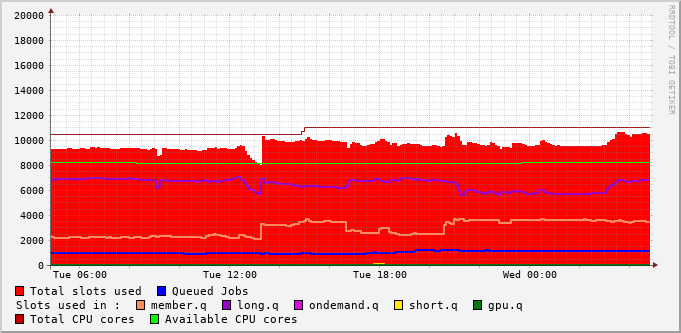 RRDTOOL / TOBI OETIKER
20000
18000
16000
14000
12000
10000
8000
6000
4000
2000
0
Tue 06:00 Tue 12:00 Tue 18:00 Wed 00:00
Total slots used Queued Jobs
Slots used in : member.q long.q ondemand.q short.q gpu.q
Total CPU cores Available CPU cores